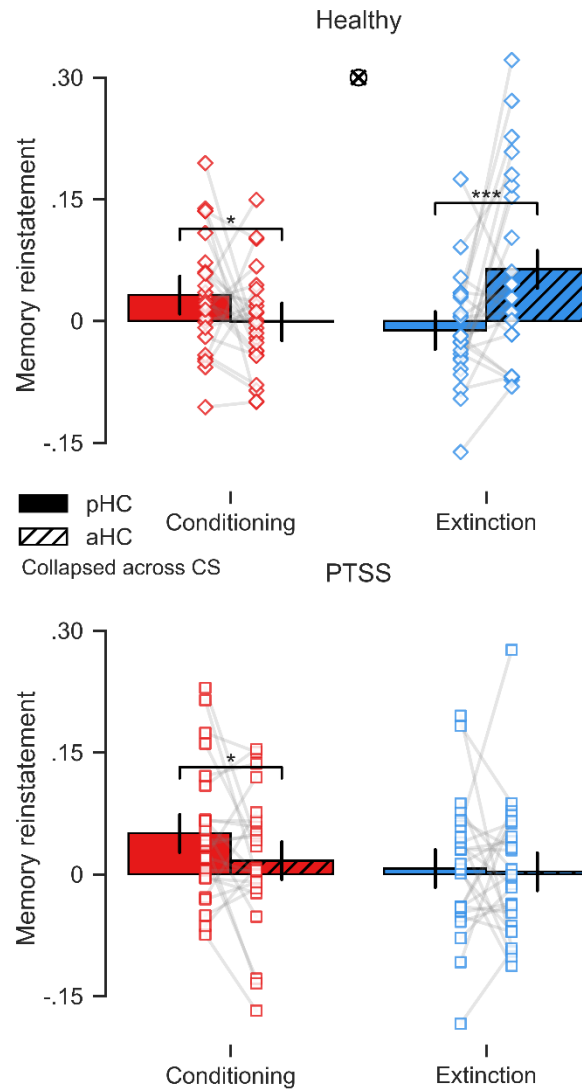 Healthy
Memory reinstatement
.30
.15
0
-.15
*
***
Conditioning
Extinction
pHC
aHC
Collapsed across CS
PTSS
Memory reinstatement
.30
.15
0
-.15
*
Conditioning
Extinction